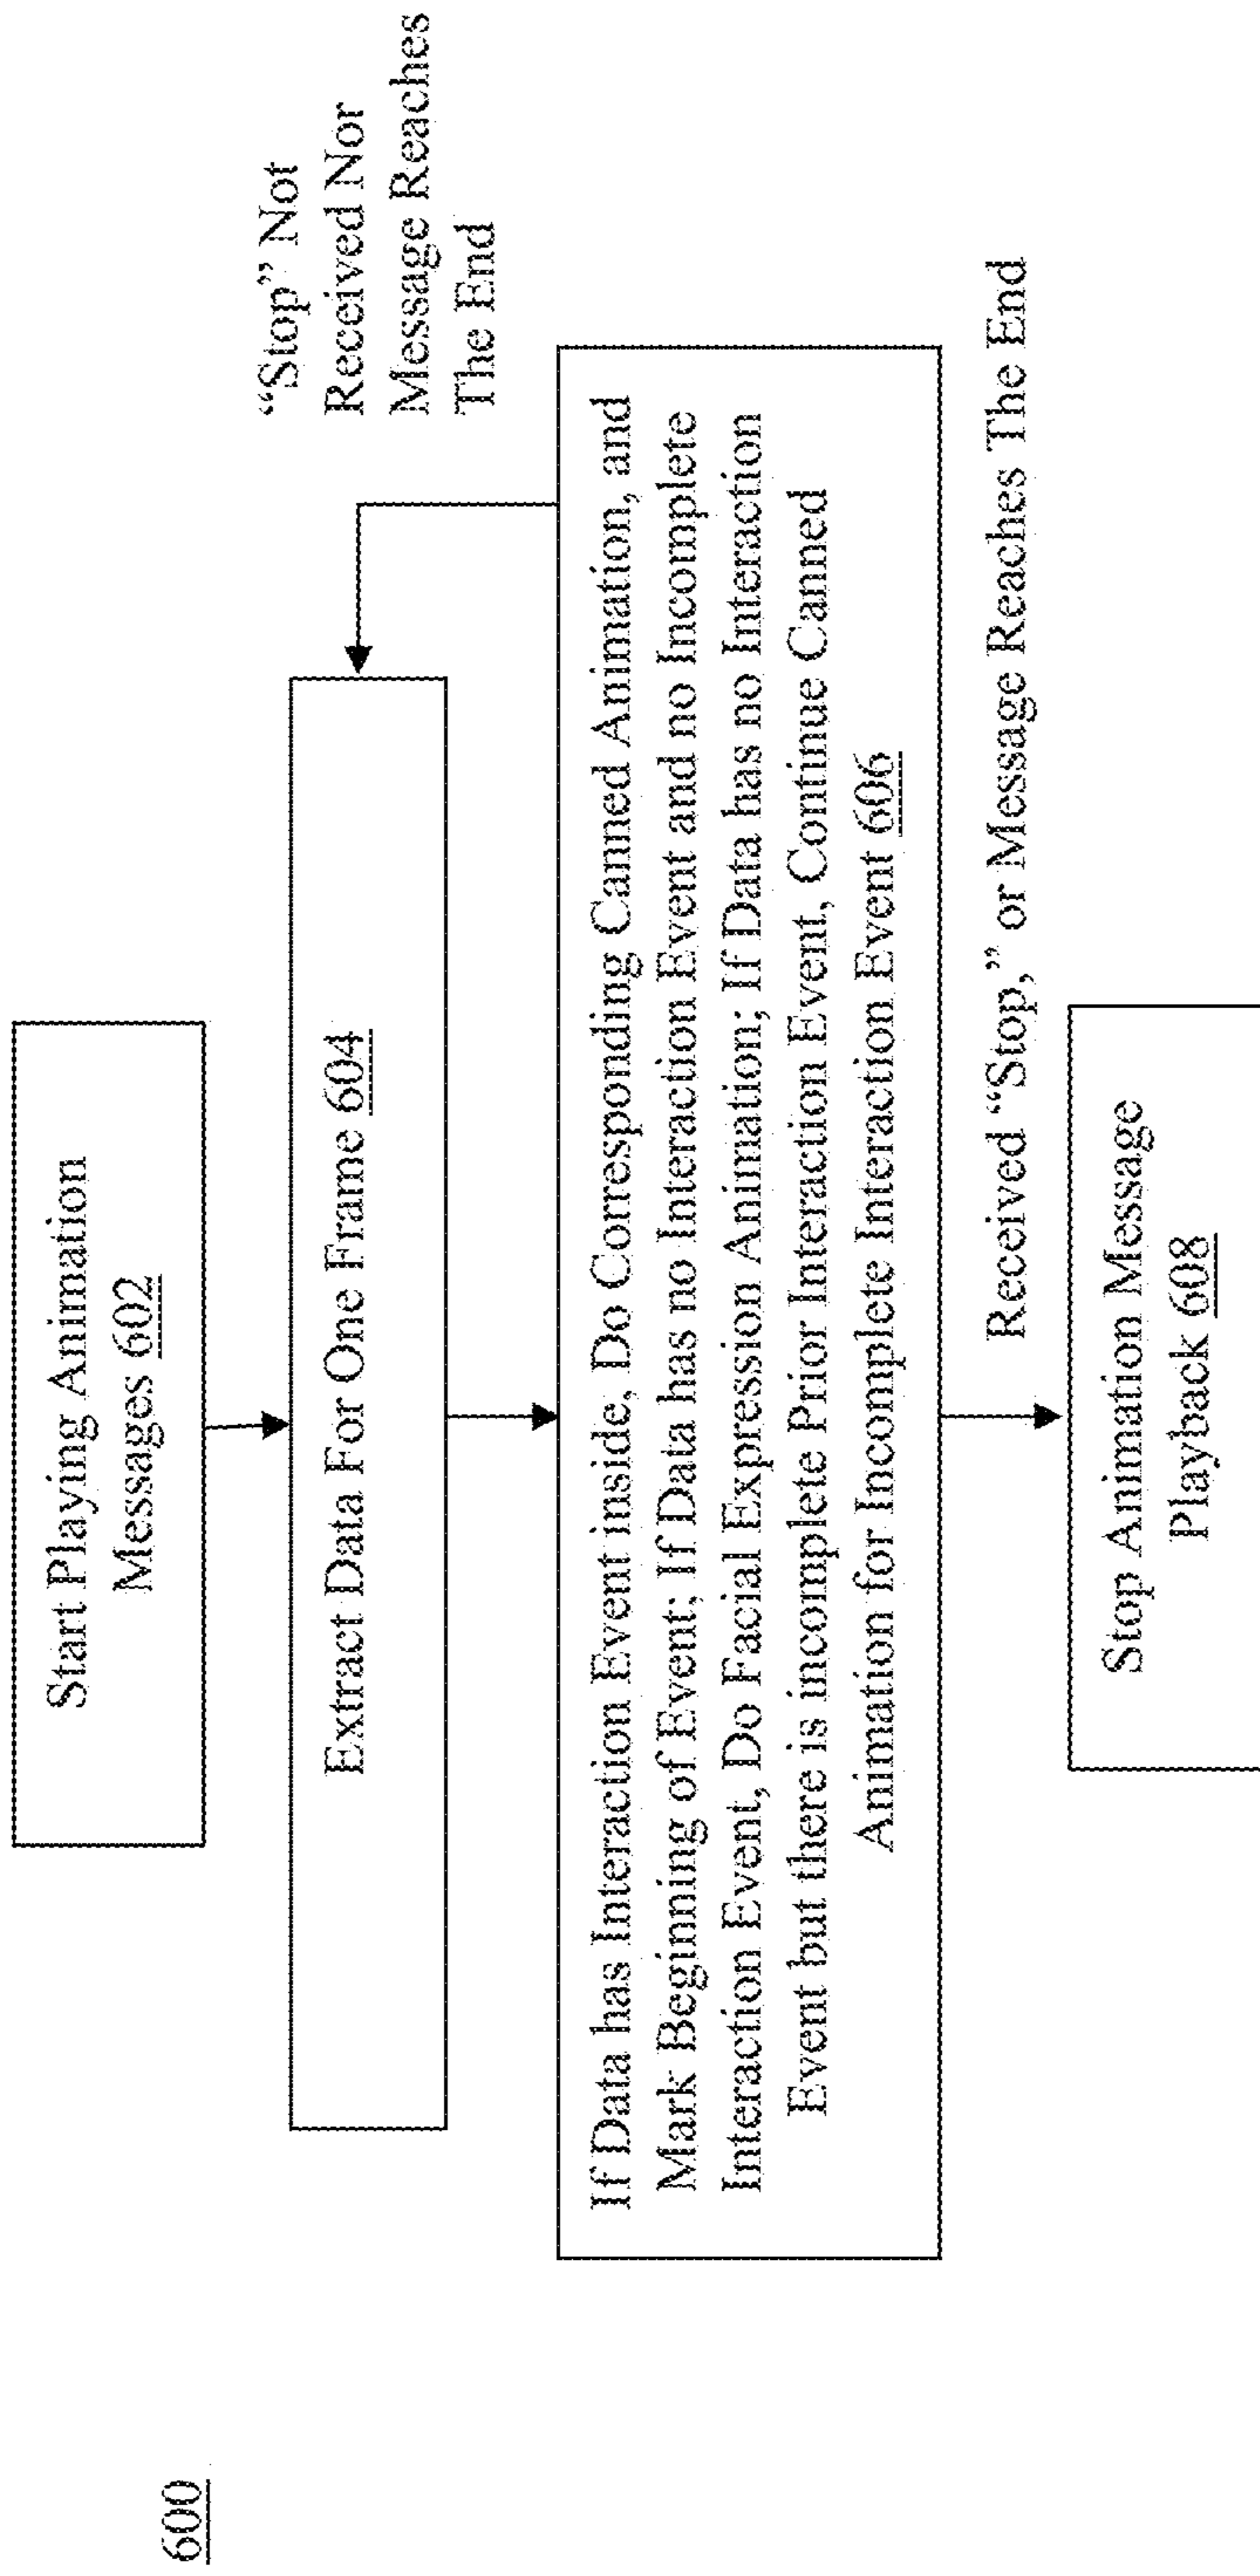 600
Start Playing Animation
Messages 602
Extract Data For One Frame 604
“Stop” Not
Received Nor
Message Reaches
The End
If Data has Interaction Event inside, Do Corresponding Canned Animation, and
Mark Beginning of Event; If Data has no Interaction Event and no Incomplete
Interaction Event, Do Facial Expression Animation; If Data has no Interaction
Event but there is incomplete Prior Interaction Event, Continue Canned
Animation for Incomplete Interaction Event 606
Received “Stop,” or Message Reaches The End
Stop Animation Message
Playback 608